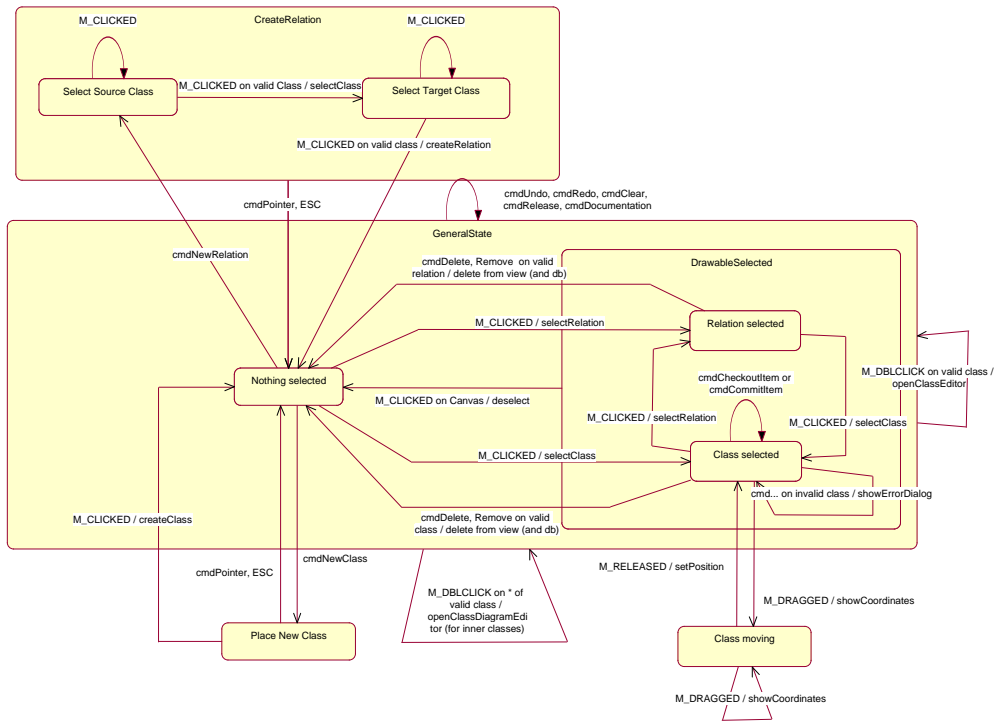 CreateRelation
M_CLICKED
M_CLICKED
Select Source Class
M_CLICKED on valid Class / selectClass
Select Target Class
M_CLICKED on valid class / createRelation
cmdPointer, ESC
cmdUndo, cmdRedo, cmdClear,
cmdRelease, cmdDocumentation
GeneralState
cmdNewRelation
cmdDelete, Remove  on valid
relation / delete from view (and db)
DrawableSelected
M_CLICKED / selectRelation
Relation selected
Nothing selected
M_CLICKED on Canvas / deselect
cmdCheckoutItem or
cmdCommitItem
M_DBLCLICK on valid class /
openClassEditor
M_CLICKED / selectRelation
M_CLICKED / selectClass
M_CLICKED / selectClass
Class selected
cmd... on invalid class / showErrorDialog
M_CLICKED / createClass
cmdDelete, Remove on valid
class / delete from view (and db)
cmdPointer, ESC
cmdNewClass
M_DBLCLICK on * of
valid class /
openClassDiagramEdi
tor (for inner classes)
M_RELEASED / setPosition
M_DRAGGED / showCoordinates
Place New Class
Class moving
M_DRAGGED / showCoordinates